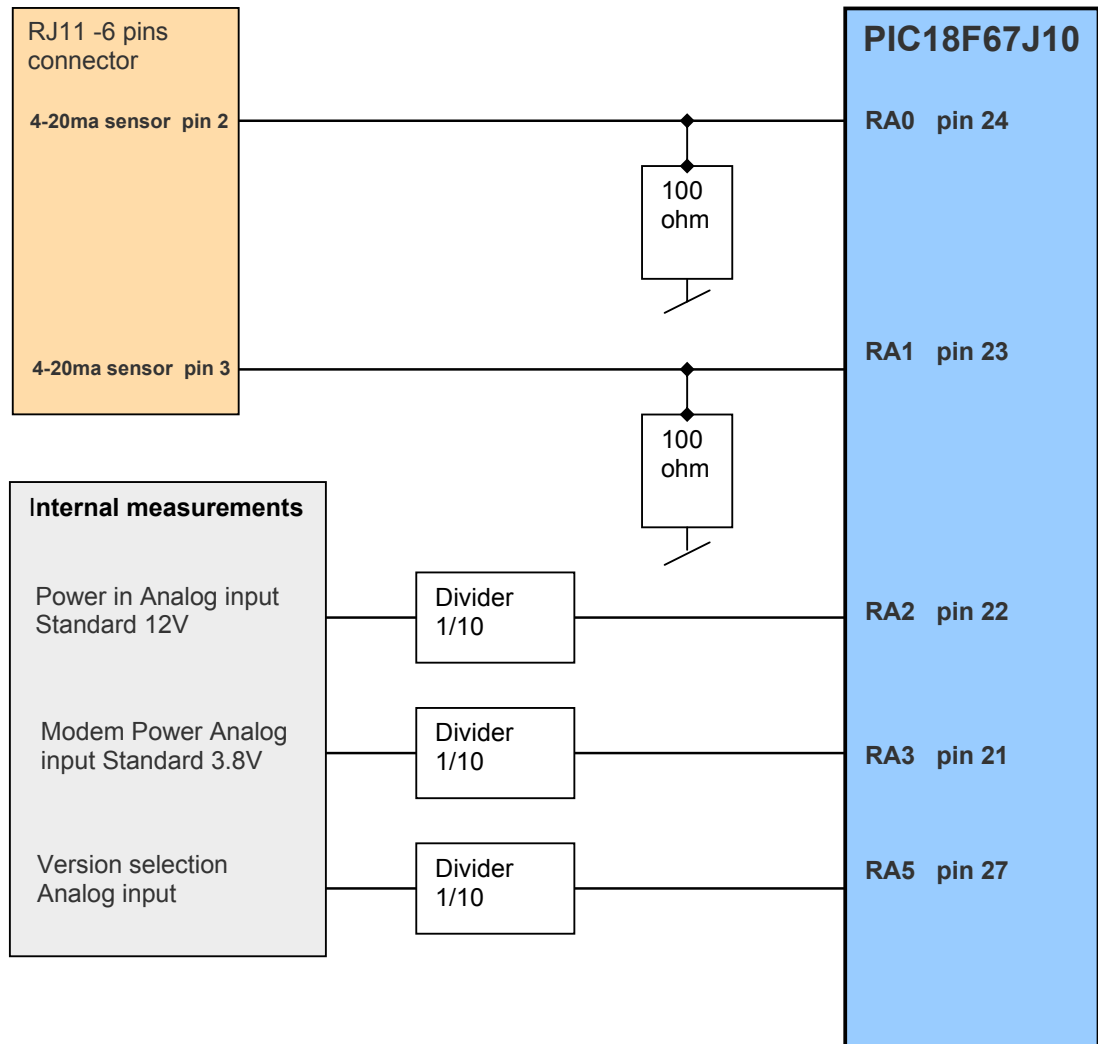 RJ11 -6 pins
connector
4-20ma sensor pin 2
4-20ma sensor pin 3
100
ohm
100
ohm
PIC18F67J10
RA0 pin 24
RA1 pin 23
RA2 pin 22
RA3 pin 21
RA5 pin 27
Internal measurements
Power in Analog input
Standard 12V
Modem Power Analog
input Standard 3.8V
Version selection
Analog input
Divider
1/10
Divider
1/10
Divider
1/10